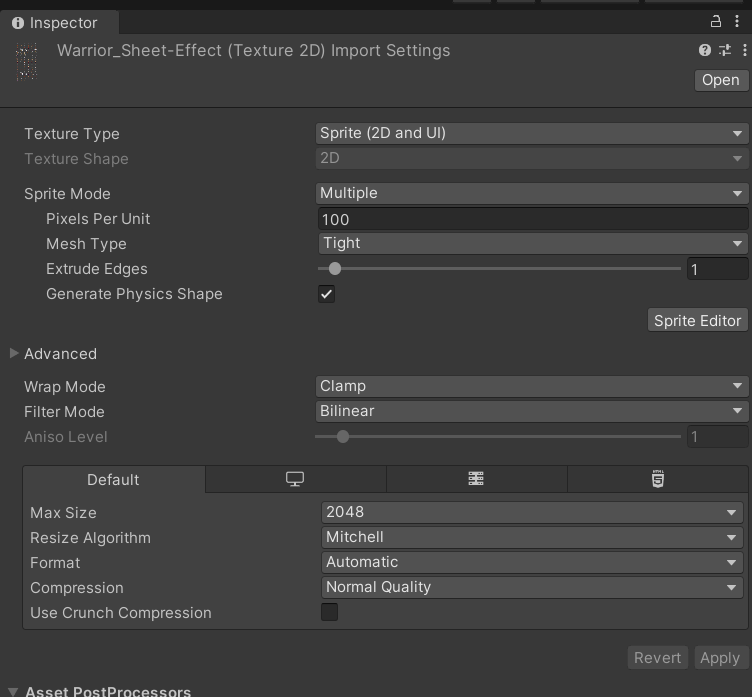 Inspector
Warrior_Sheet-Effect (Texture 2D) Import Settings
Open
Texture Type Sprite (2D and UI)
Texture Shape 2D
Sprite Mode Multiple
Pixels Per Unit 100
Mesh Type Tight
Extrude Edges 1
Generate Physics Shape
Sprite Editor
Advanced
Wrap Mode Clamp
Filter Mode Bilinear
Aniso Level 1
Default
Max Size 2048
Resize Algorithm Mitchell
Format Automatic
Compression Normal Quality
Use Crunch Compression
Revert Apply
Asset PostProcessors